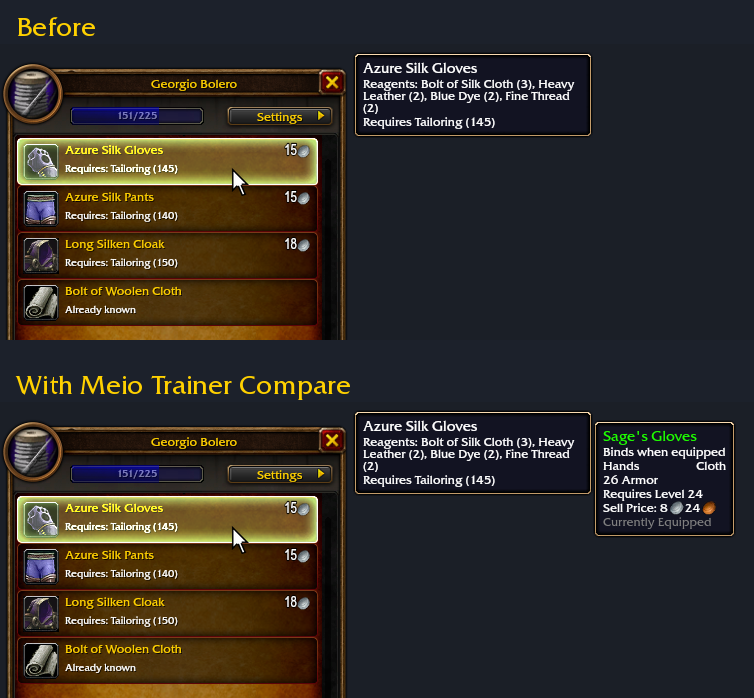 Before
Georgio Bolero
151/225
Settings
Azure Silk Gloves 15
Requires: Tailoring (145)
Azure Silk Pants 15
Requires: Tailoring (140)
Long Silken Cloak 18
Requires: Tailoring (150)
Bolt of Woolen Cloth
Already known
Azure Silk Gloves
Reagents: Bolt of Silk Cloth (3), Heavy
Leather (2), Blue Dye (2), Fine Thread
(2)
Requires Tailoring (145)
With Meio Trainer Compare
Georgio Bolero
151/225
Settings
Azure Silk Gloves 15
Requires: Tailoring (145)
Azure Silk Pants 15
Requires: Tailoring (140)
Long Silken Cloak 18
Requires: Tailoring (150)
Bolt of Woolen Cloth
Already known
Azure Silk Gloves
Reagents: Bolt of Silk Cloth (3), Heavy
Leather (2), Blue Dye (2), Fine Thread
(2)
Requires Tailoring (145)
Sage's Gloves
Binds when equipped
Hands Cloth
26 Armor
Requires Level 24
Sell Price: 8 24
Currently Equipped